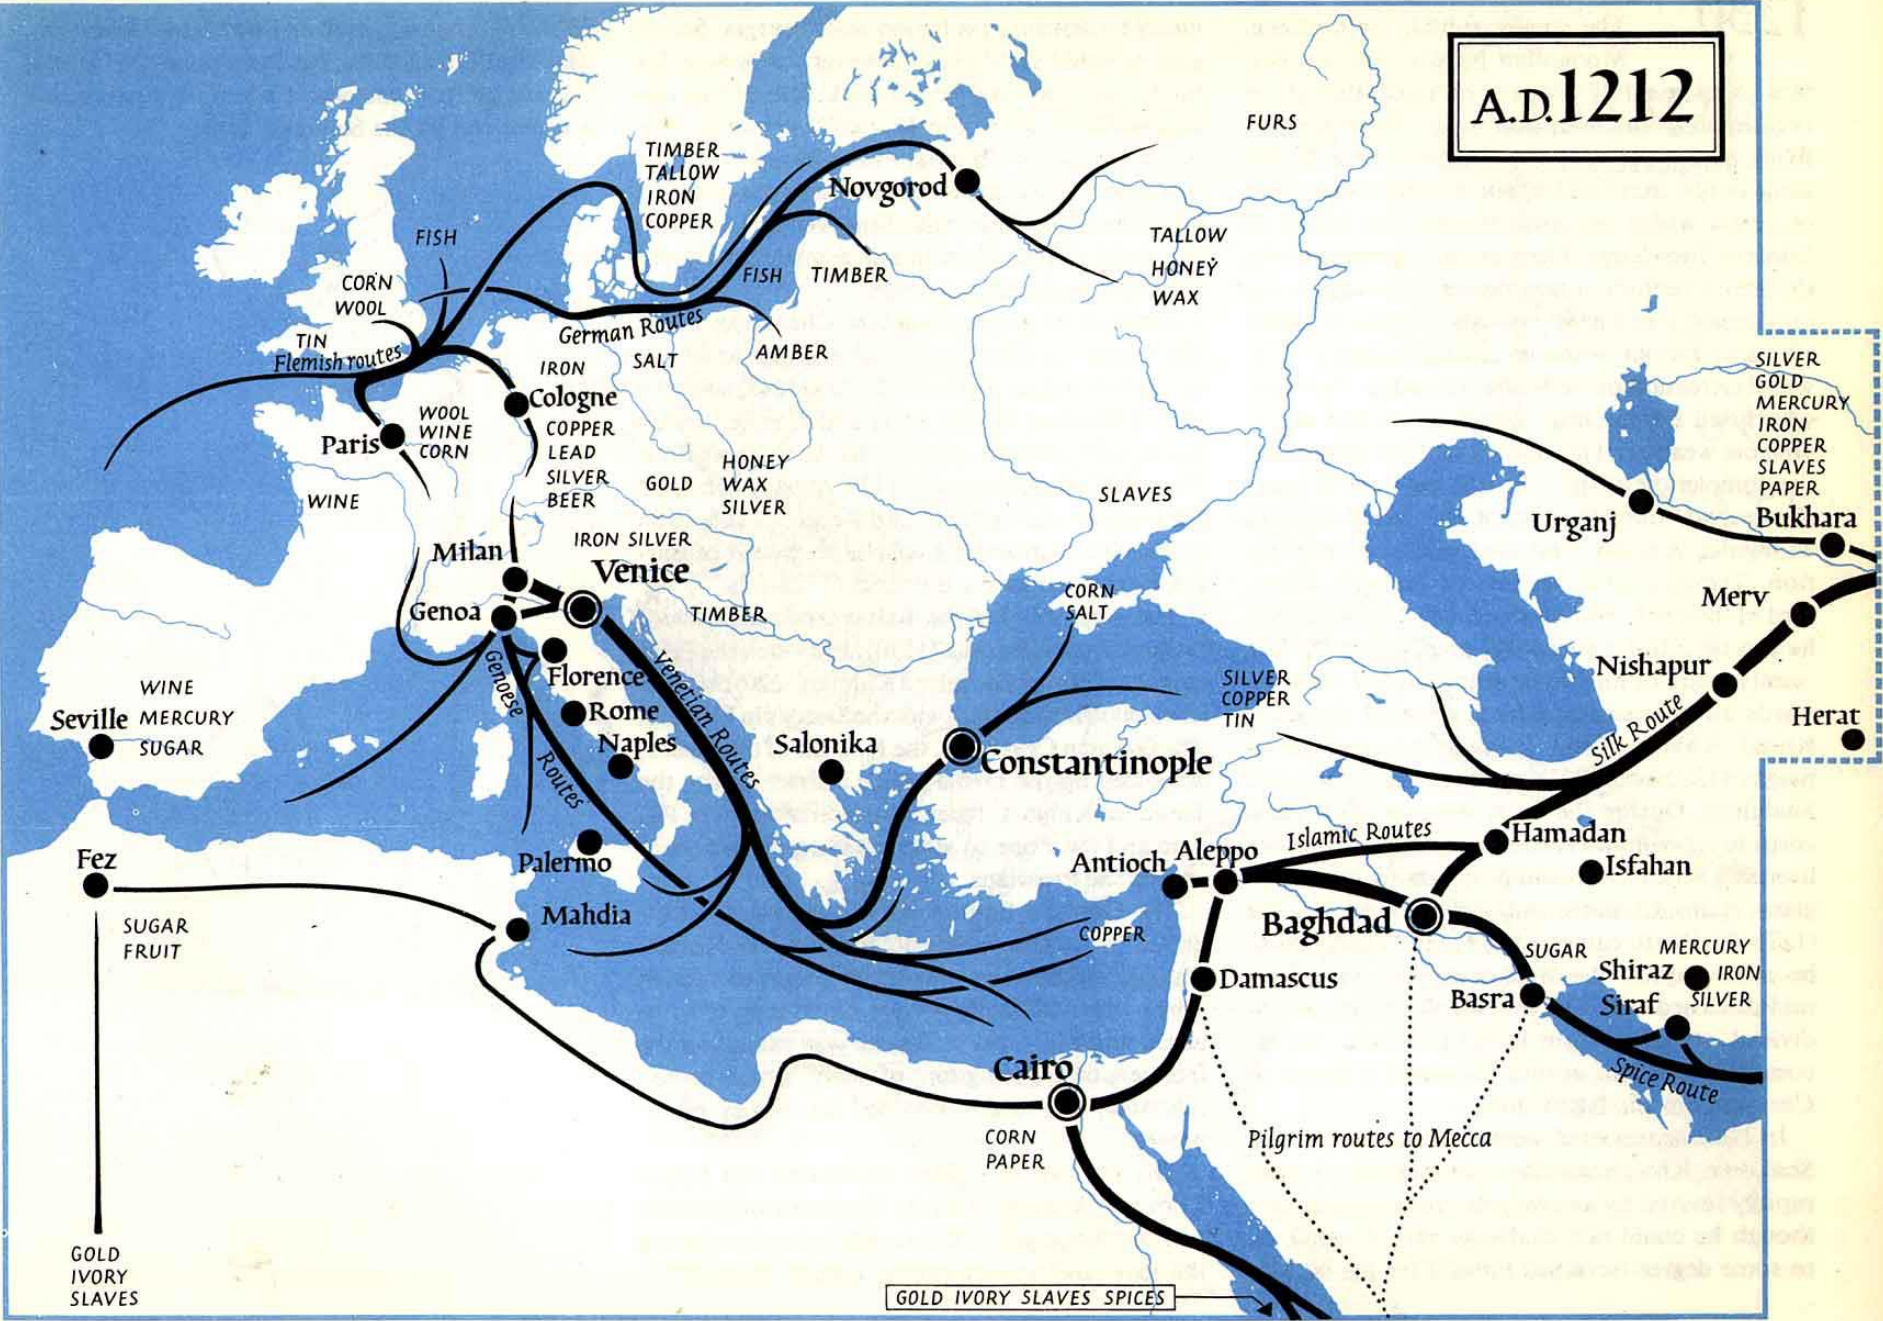 A.D.1212
FURS
TIMBER
TALLOW
IRON
COPPER
Novgorod
FISH
TALLOW
HONEY
WAX
FISH
TIMBER
CORN
WOOL
TIN
Flemish routes
German Routes
AMBER
SALT
IRON
Cologne
SILVER
GOLD
MERCURY
IRON
COPPER
SLAVES
PAPER
WOOL
WINE
CORN
Paris
COPPER
LEAD
SILVER
BEER
GOLD
HONEY
WAX
SILVER
WINE
SLAVES
Urganj
Bukhara
IRON SILVER
Milan
Venice
Genoa
TIMBER
CORN
SALT
Merv
Genoese
Routes
Florence
Venetian Routes
Nishapur
WINE
MERCURY
SUGAR
Seville
Rome
Naples
Salonika
Constantinople
SILVER
COPPER
TIN
Silk Route
Herat
Palermo
Fez
Islamic Routes
Hamadan
Antioch
Aleppo
Isfahan
SUGAR
FRUIT
Mahdia
COPPER
Baghdad
SUGAR
MERCURY
IRON
SILVER
Shiraz
Siraf
Damascus
Basra
Cairo
Spice Route
CORN
PAPER
Pilgrim routes to Mecca
GOLD
IVORY
SLAVES
GOLD IVORY SLAVES SPICES